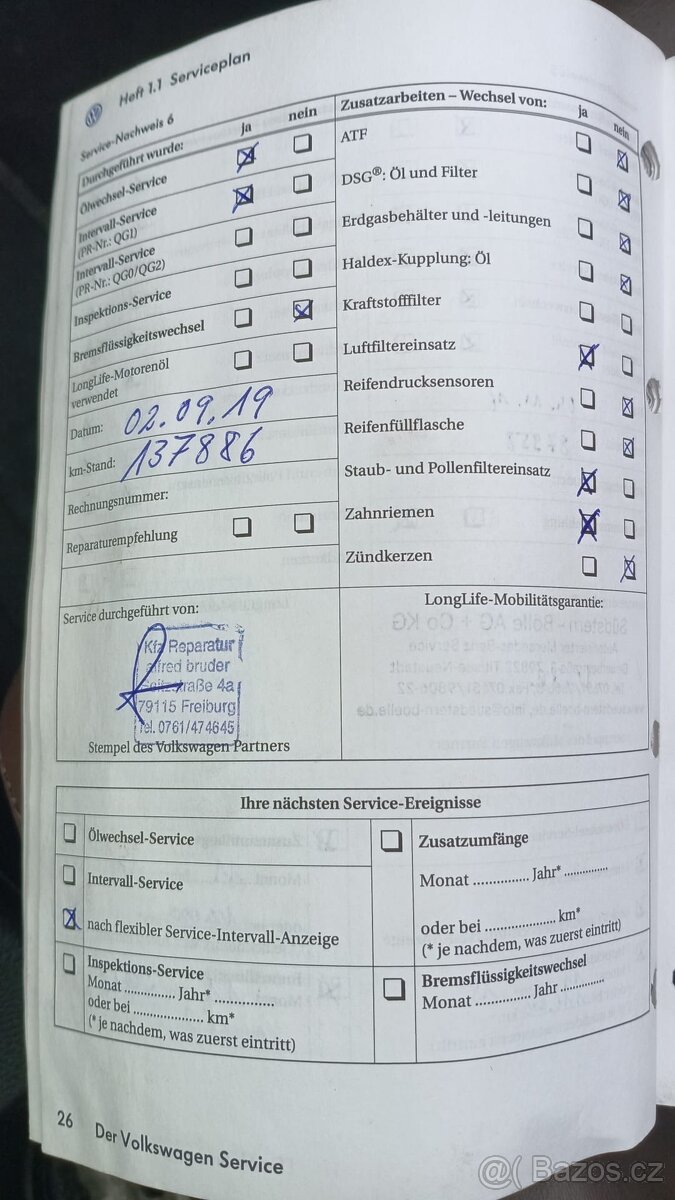 Heft 1.1 Serviceplan
Service-Nachweis 6
Durchgeführt wurde: ja nein
Ölwechsel-Service
Intervall-Service
(PR-Nr.: QG1)
Intervall-Service
(PR-Nr.: QG0/QG2)
Inspektions-Service
Bremsflüssigkeitswechsel
LongLife-Motorenöl
verwendet
Datum: 02.09.19
km-Stand: 137886
Rechnungsnummer:
Reparaturempfehlung
Zusatzarbeiten – Wechsel von: ja nein
ATF
DSG®: Öl und Filter
Erdgasbehälter und -leitungen
Haldex-Kupplung: Öl
Kraftstofffilter
Luftfiltereinsatz
Reifendrucksensoren
Reifenfüllflasche
Staub- und Pollenfiltereinsatz
Zahnriemen
Zündkerzen
Service durchgeführt von:
Kfz Reparatur
alfred bruder
straße 4a
79115 Freiburg
Tel. 0761/474645
Stempel des Volkswagen Partners
LongLife-Mobilitätsgarantie:
Ihre nächsten Service-Ereignisse
Ölwechsel-Service
Intervall-Service
nach flexibler Service-Intervall-Anzeige
Inspektions-Service
Monat ............. Jahr* ...............
oder bei .................. km*
(* je nachdem, was zuerst eintritt)
Zusatzumfänge
Monat .............. Jahr* ..............
oder bei .................. km*
(* je nachdem, was zuerst eintritt)
Bremsflüssigkeitswechsel
Monat .............. Jahr ..............
26 Der Volkswagen Service
@( Bazos.cz